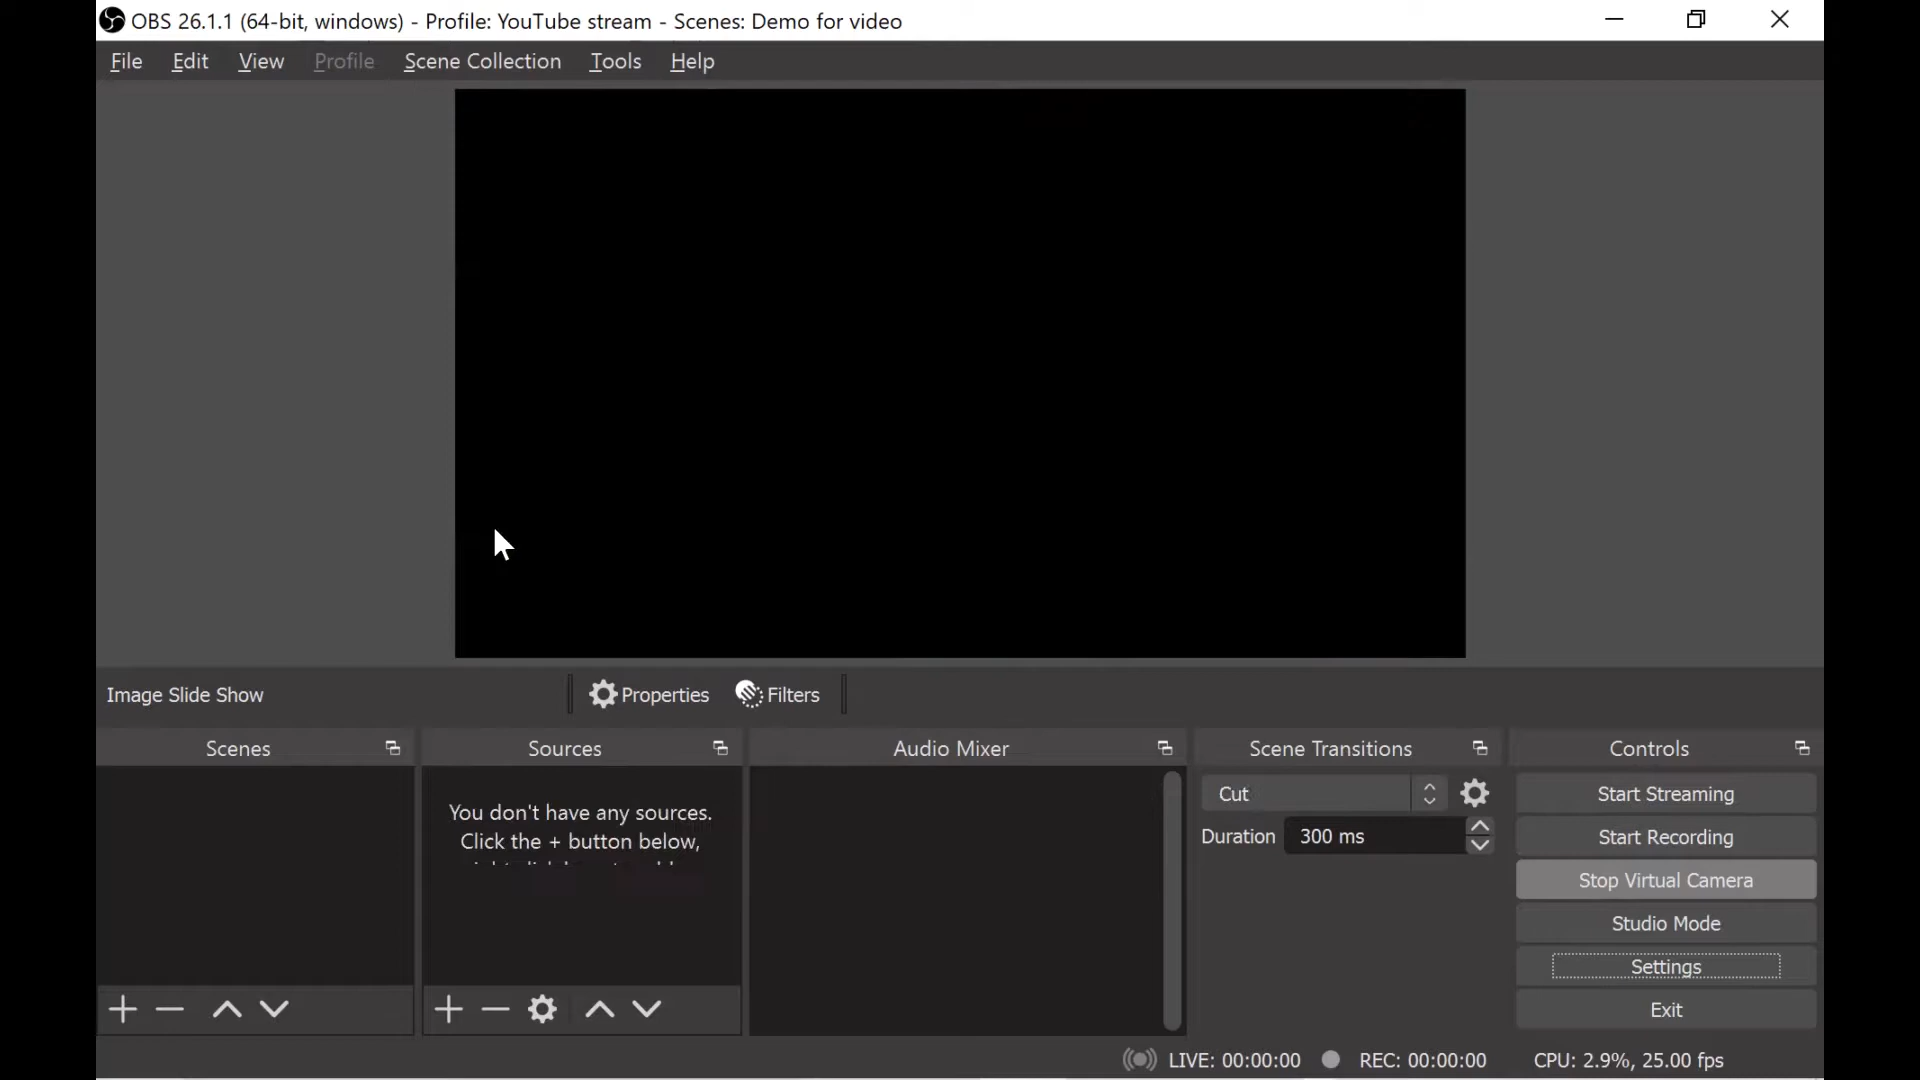 OBS 26.1.1 (64-bit, windows) - Profile: YouTube stream - Scenes: Demo for video
File Edit View Profile Scene Collection Tools Help
Image Slide Show Properties Filters
Scenes Sources Audio Mixer Scene Transitions Controls
You don't have any sources.
Click the + button below,
Cut
Duration 300 ms
Start Streaming
Start Recording
Stop Virtual Camera
Studio Mode
Settings
Exit
LIVE: 00:00:00 REC: 00:00:00 CPU: 2.9%, 25.00 fps